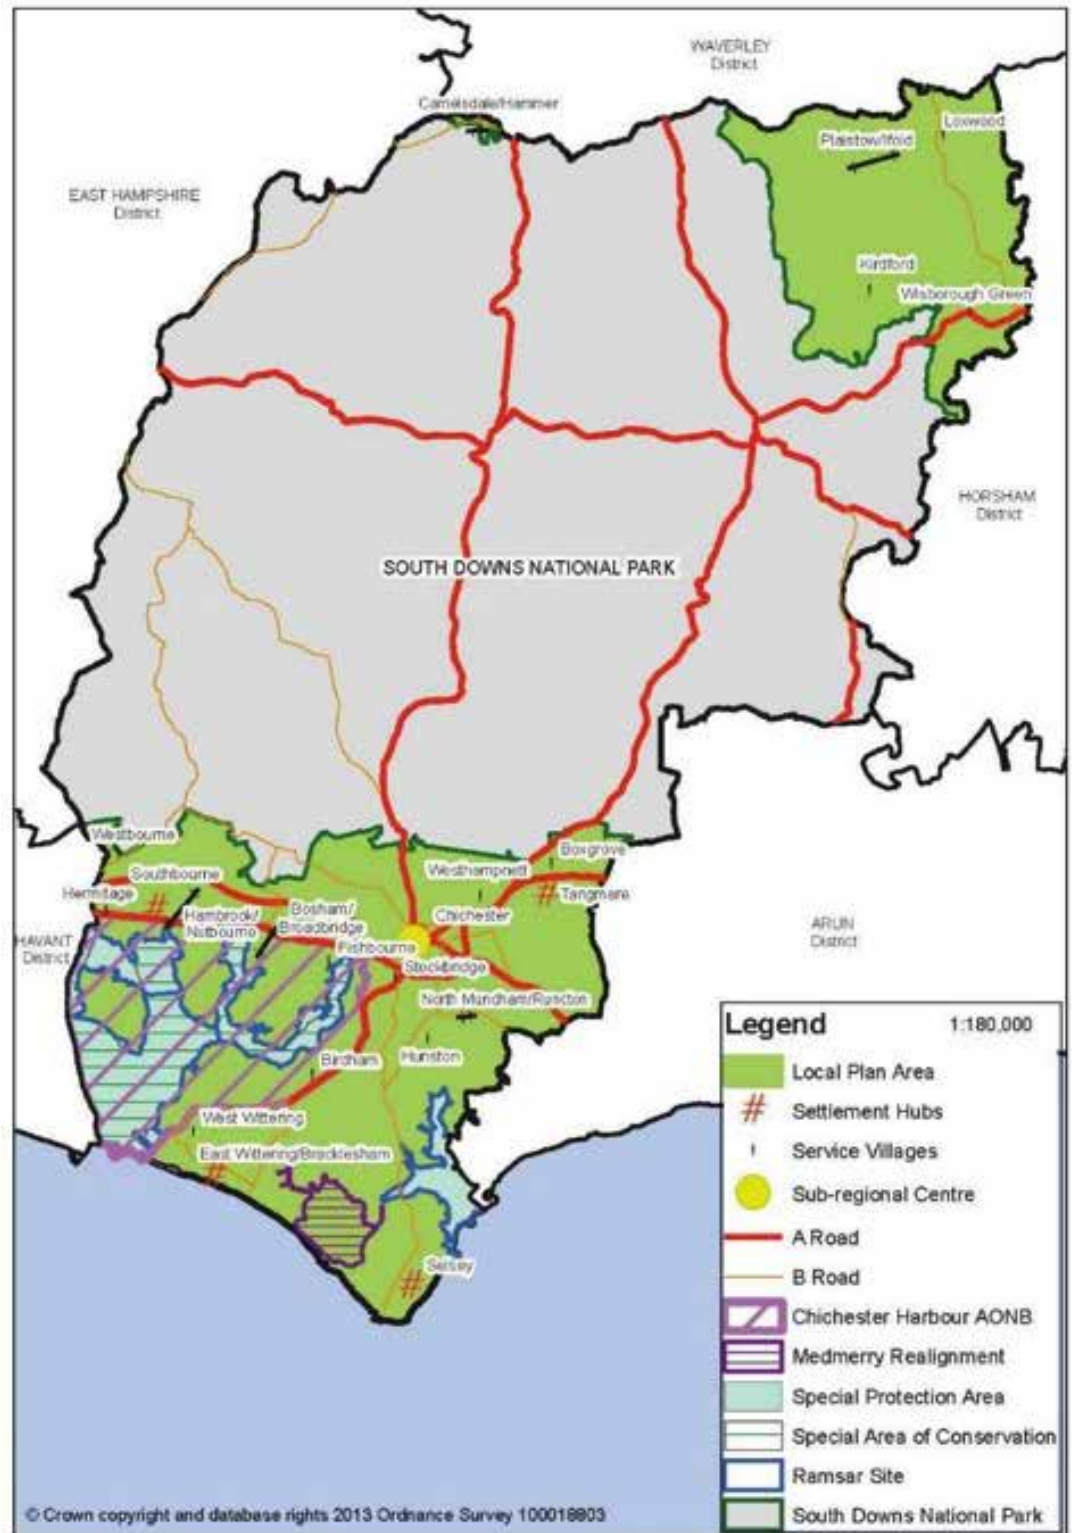 WAVERLEY
District
Camelsdale/Hammer
Loxwood
Plaistow/Ifold
EAST HAMPSHIRE
District
Kirdford
Wisborough Green
HORSHAM
District
SOUTH DOWNS NATIONAL PARK
Westbourne
Boxgrove
Westhampnett
Southbourne
Hermitage
Tangmere
Hambrook/
Nutbourne
Bosham/
Broadbridge
Chichester
ARUN
District
HAVANT
District
Fishbourne
Stockbridge
North Mundham/Runcton
Birdham
Hunston
West Wittering
East Wittering/Bracklesham
Selsey
Legend
1:180,000
Local Plan Area
Settlement Hubs
Service Villages
Sub-regional Centre
A Road
B Road
Chichester Harbour AONB
Medmerry Realignment
Special Protection Area
Special Area of Conservation
Ramsar Site
South Downs National Park
© Crown copyright and database rights 2013 Ordnance Survey 100018803